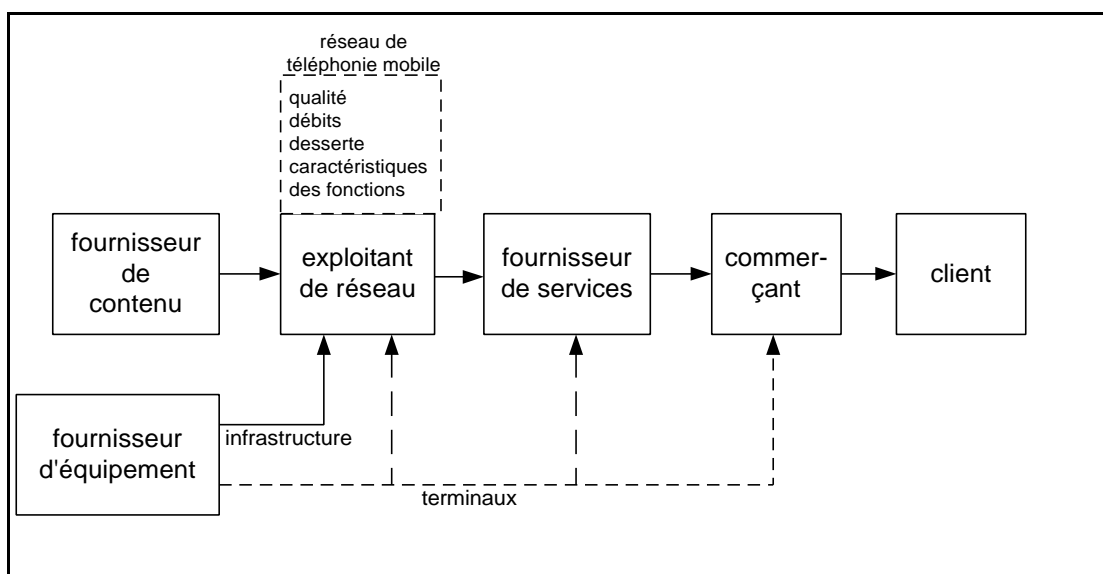 réseau de
téléphonie mobile
qualité
débits
desserte
caractéristiques
des fonctions
fournisseur
de
contenu
exploitant
de réseau
fournisseur
de services
commer-
çant
client
fournisseur
d'équipement
infrastructure
terminaux